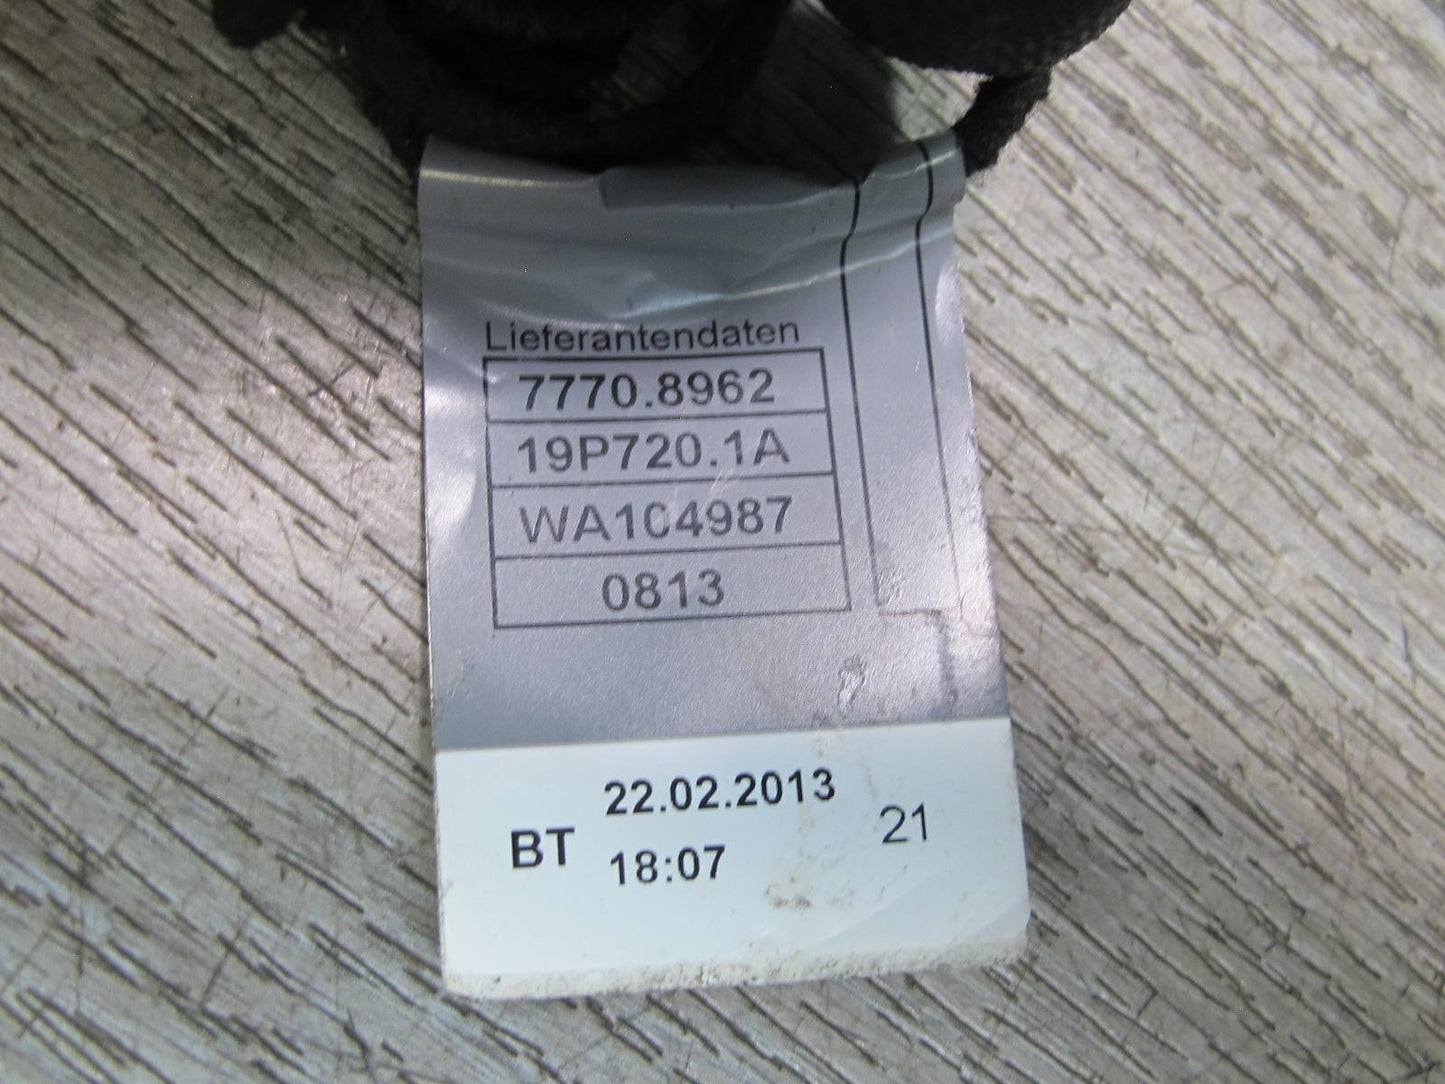 Lieferantendaten
7770.8962
19P720.1A
WA104987
0813
22.02.2013
BT 18:07 21